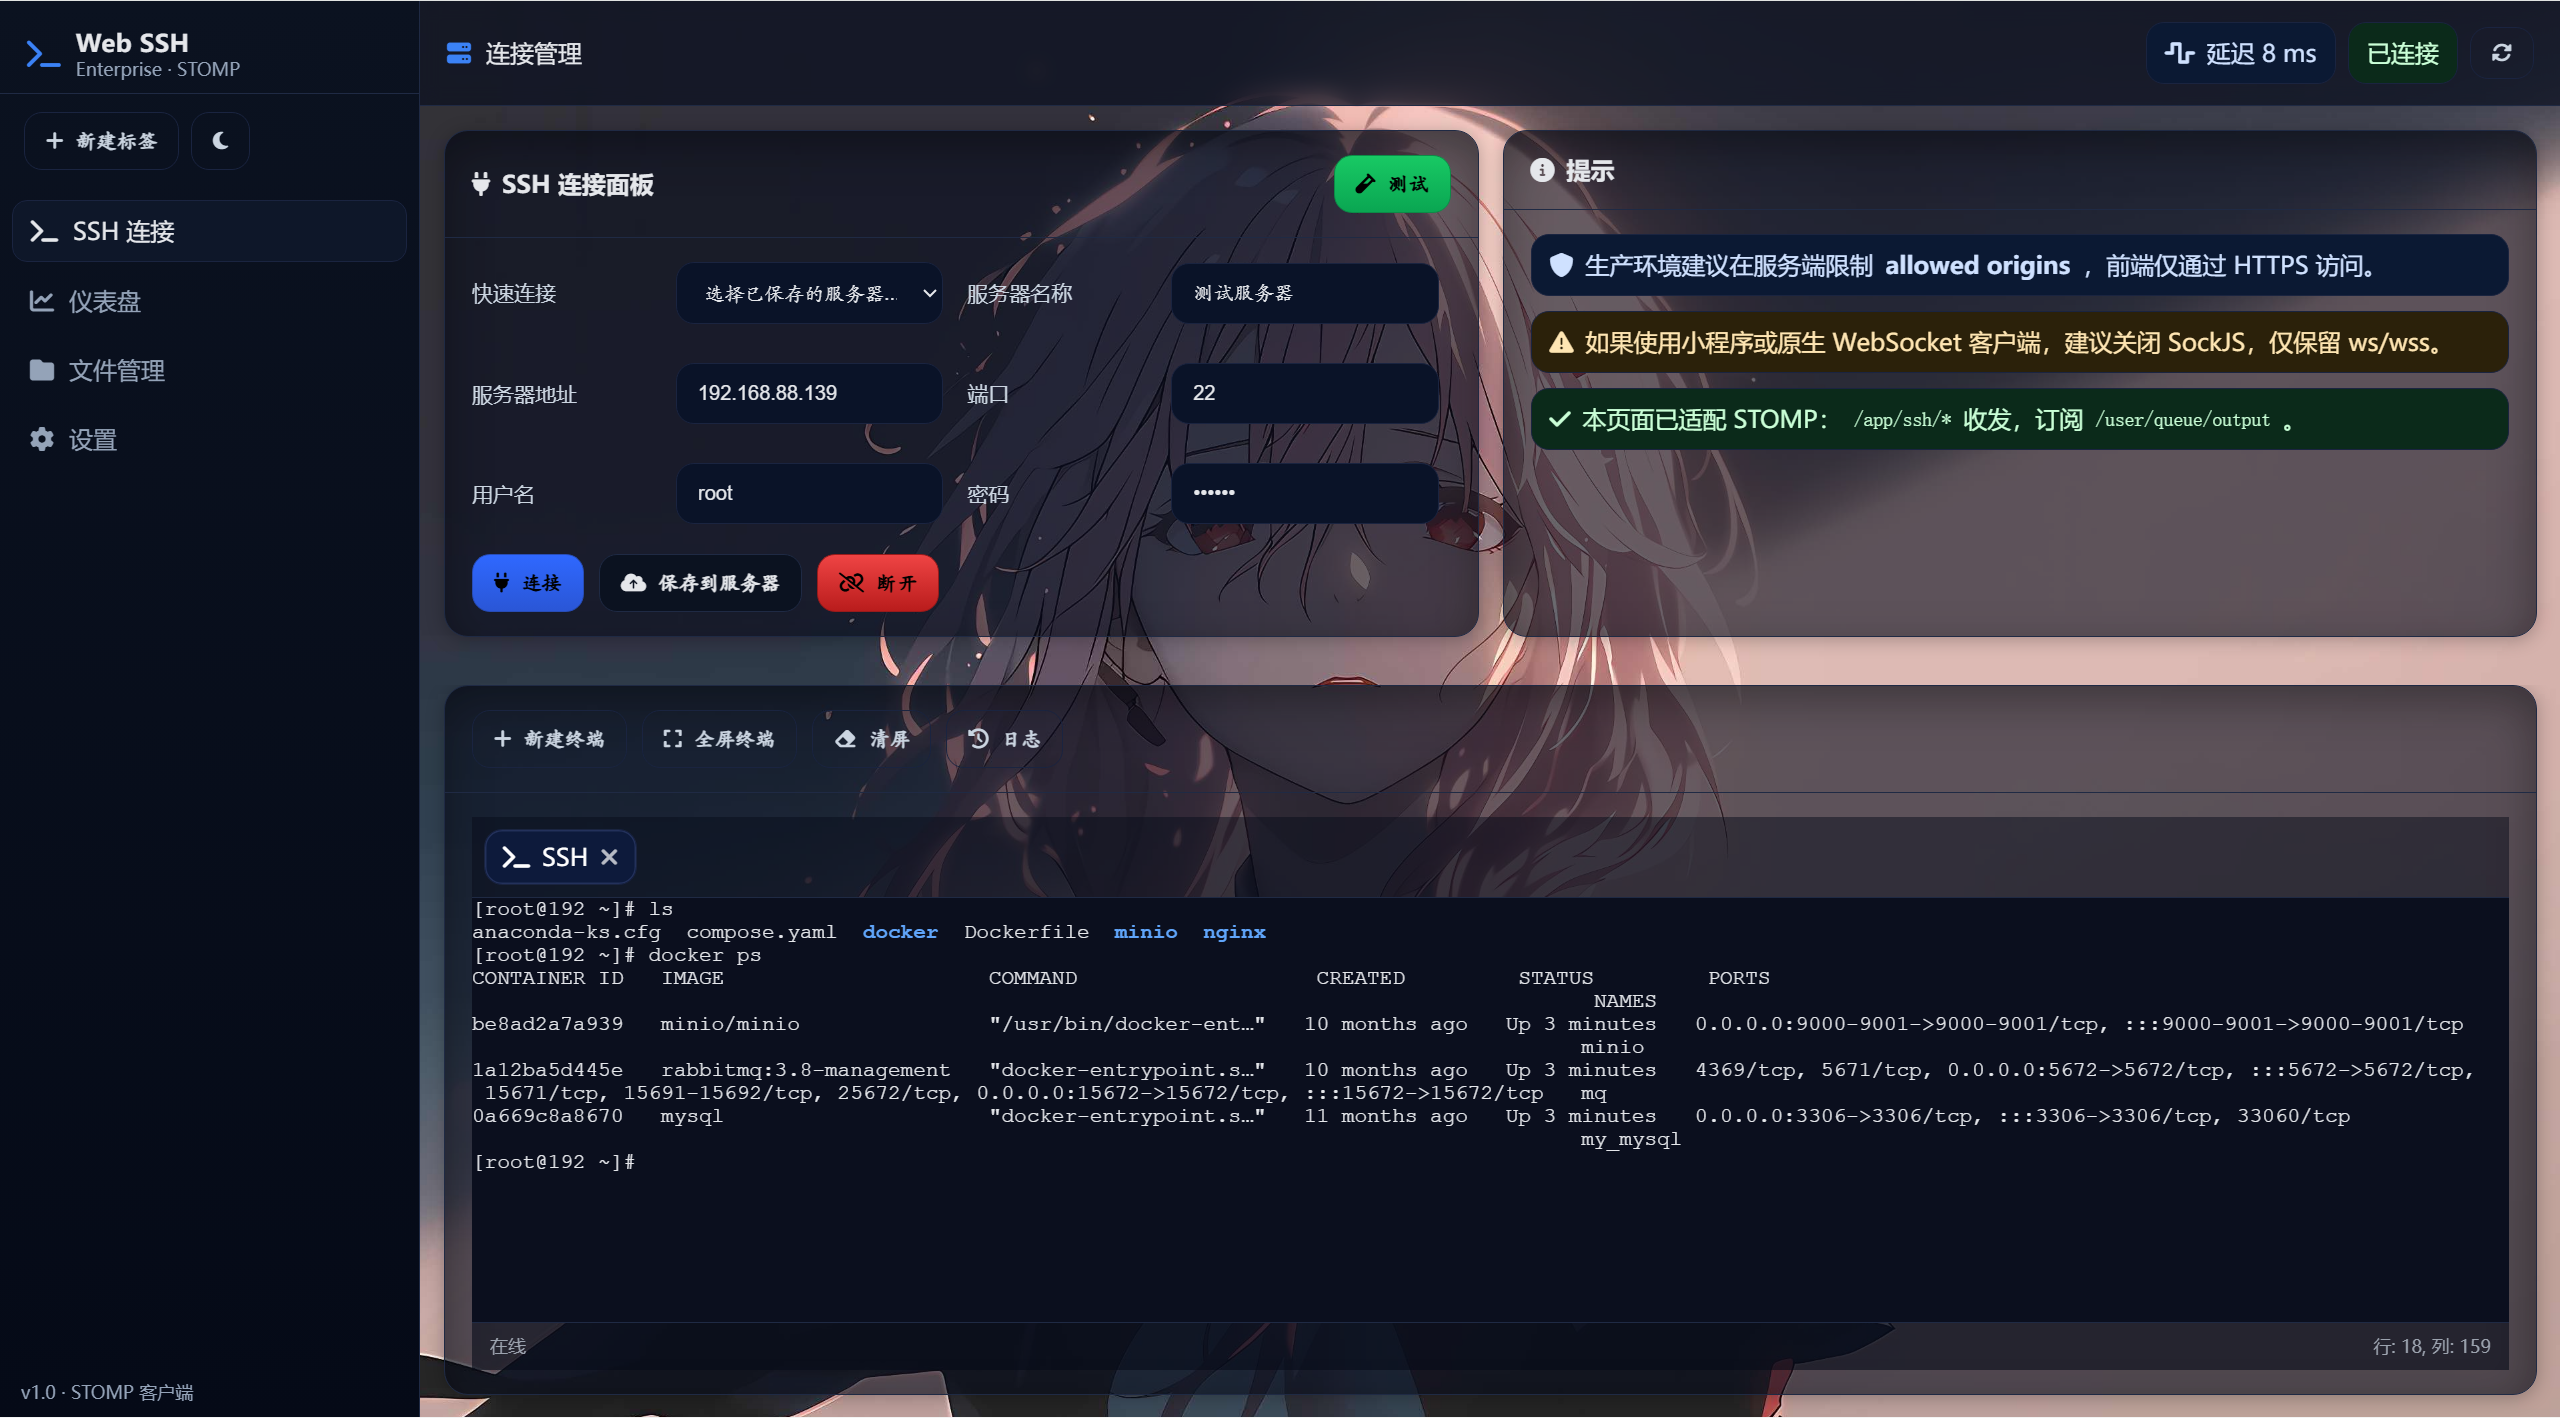 Web SSH
Enterprise · STOMP
新建标签
SSH 连接
仪表盘
文件管理
设置
v1.0 · STOMP 客户端
连接管理
延迟 8 ms
已连接
SSH 连接面板
测试
快速连接
选择已保存的服务器...
服务器名称
测试服务器
服务器地址
192.168.88.139
端口
22
用户名
root
密码
••••••
连接
保存到服务器
断开
提示
生产环境建议在服务端限制 allowed origins ，前端仅通过 HTTPS 访问。
如果使用小程序或原生 WebSocket 客户端，建议关闭 SockJS，仅保留 ws/wss。
本页面已适配 STOMP： /app/ssh/* 收发，订阅 /user/queue/output 。
新建终端
全屏终端
清屏
日志
SSH
[root@192 ~]# ls
anaconda-ks.cfg  compose.yaml  docker  Dockerfile  minio  nginx
[root@192 ~]# docker ps
CONTAINER ID   IMAGE                     COMMAND                   CREATED         STATUS         PORTS
NAMES
be8ad2a7a939   minio/minio               "/usr/bin/docker-ent…"   10 months ago   Up 3 minutes   0.0.0.0:9000-9001->9000-9001/tcp, :::9000-9001->9000-9001/tcp
minio
1a12ba5d445e   rabbitmq:3.8-management   "docker-entrypoint.s…"   10 months ago   Up 3 minutes   4369/tcp, 5671/tcp, 0.0.0.0:5672->5672/tcp, :::5672->5672/tcp,
15671/tcp, 15691-15692/tcp, 25672/tcp, 0.0.0.0:15672->15672/tcp, :::15672->15672/tcp   mq
0a669c8a8670   mysql                     "docker-entrypoint.s…"   11 months ago   Up 3 minutes   0.0.0.0:3306->3306/tcp, :::3306->3306/tcp, 33060/tcp
my_mysql
[root@192 ~]#
在线
行: 18, 列: 159